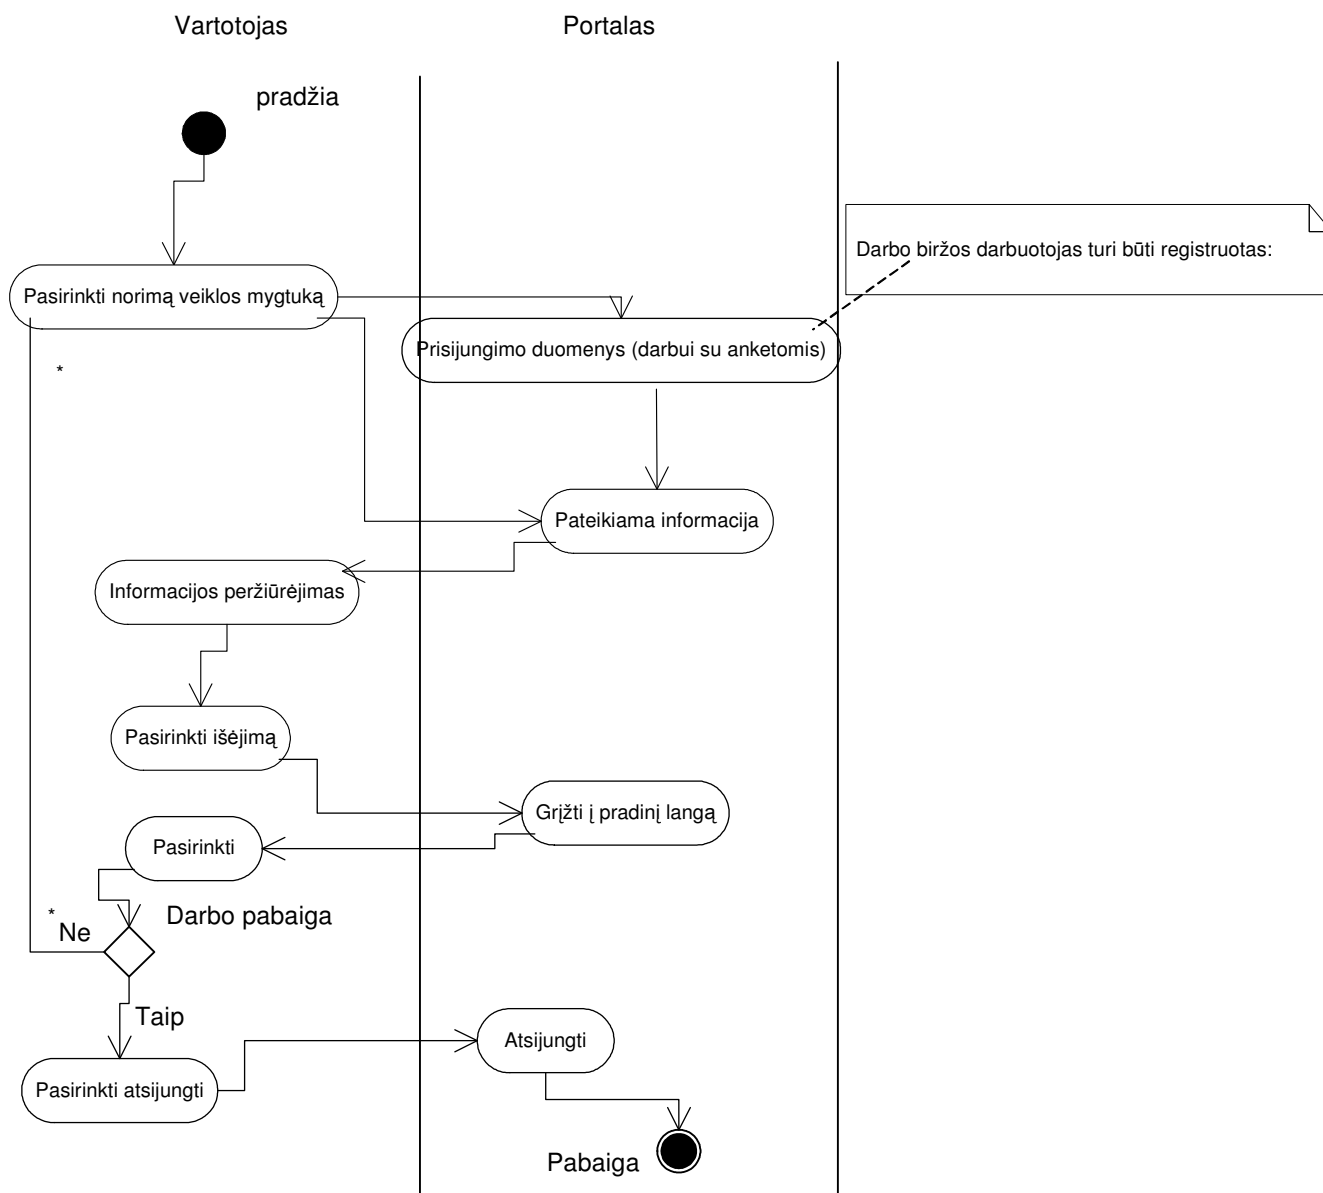 Vartotojas
Portalas
pradžia
Darbo biržos darbuotojas turi būti registruotas:
Pasirinkti norimą veiklos mygtuką
Prisijungimo duomenys (darbui su anketomis)
*
Pateikiama informacija
Informacijos peržiūrėjimas
Pasirinkti išėjimą
Grįžti į pradinį langą
Pasirinkti
Darbo pabaiga
*
Ne
Taip
Atsijungti
Pasirinkti atsijungti
Pabaiga